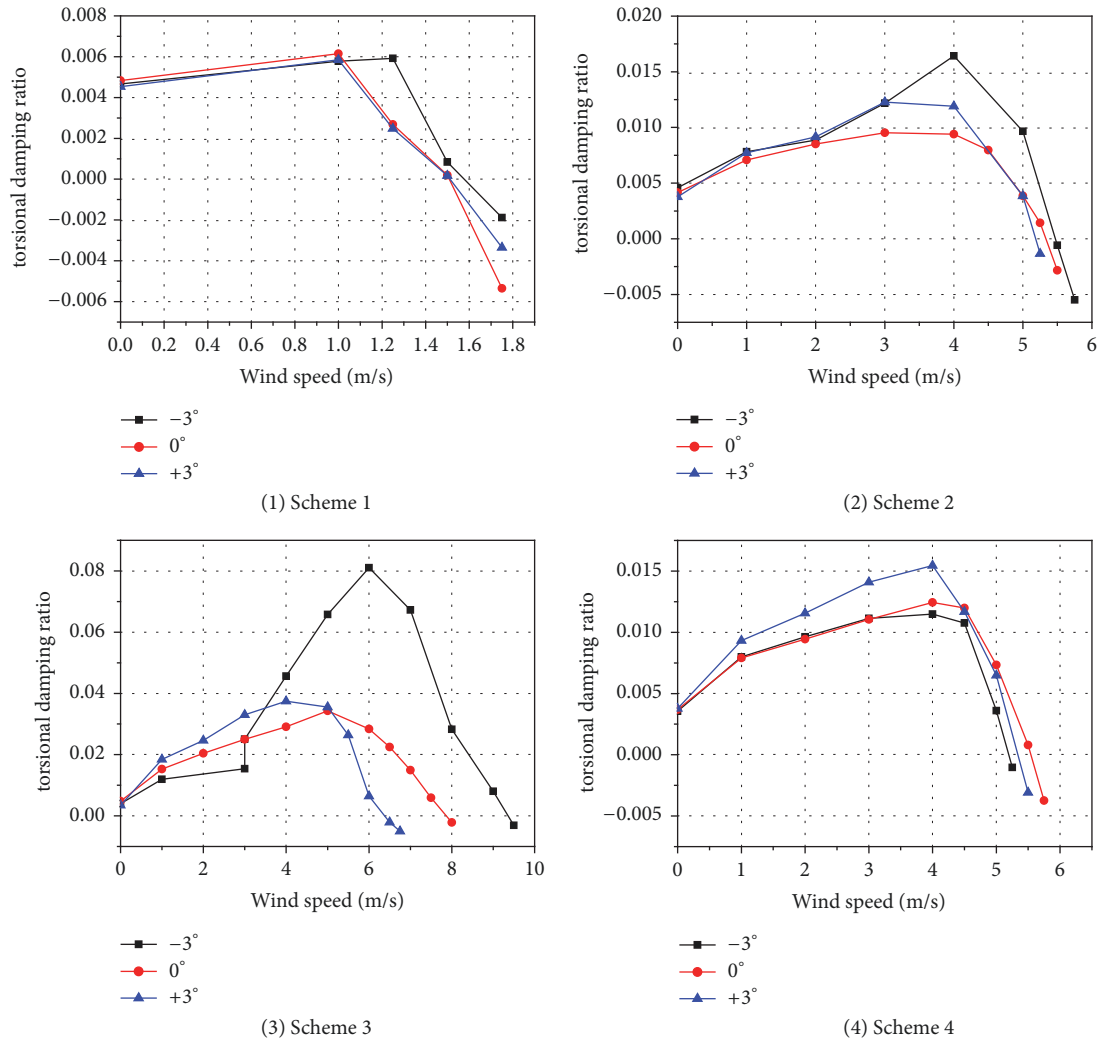 0.008
0.006
0.004
0.002
0.000
−0.002
−0.004
−0.006
torsional damping ratio
0.0 0.2 0.4 0.6 0.8 1.0 1.2 1.4 1.6 1.8
Wind speed (m/s)
−3°
0°
+3°
(1) Scheme 1
0.020
0.015
0.010
0.005
0.000
−0.005
torsional damping ratio
0 1 2 3 4 5 6
Wind speed (m/s)
−3°
0°
+3°
(2) Scheme 2
0.08
0.06
0.04
0.02
0.00
torsional damping ratio
0 2 4 6 8 10
Wind speed (m/s)
−3°
0°
+3°
(3) Scheme 3
0.015
0.010
0.005
0.000
−0.005
torsional damping ratio
0 1 2 3 4 5 6
Wind speed (m/s)
−3°
0°
+3°
(4) Scheme 4